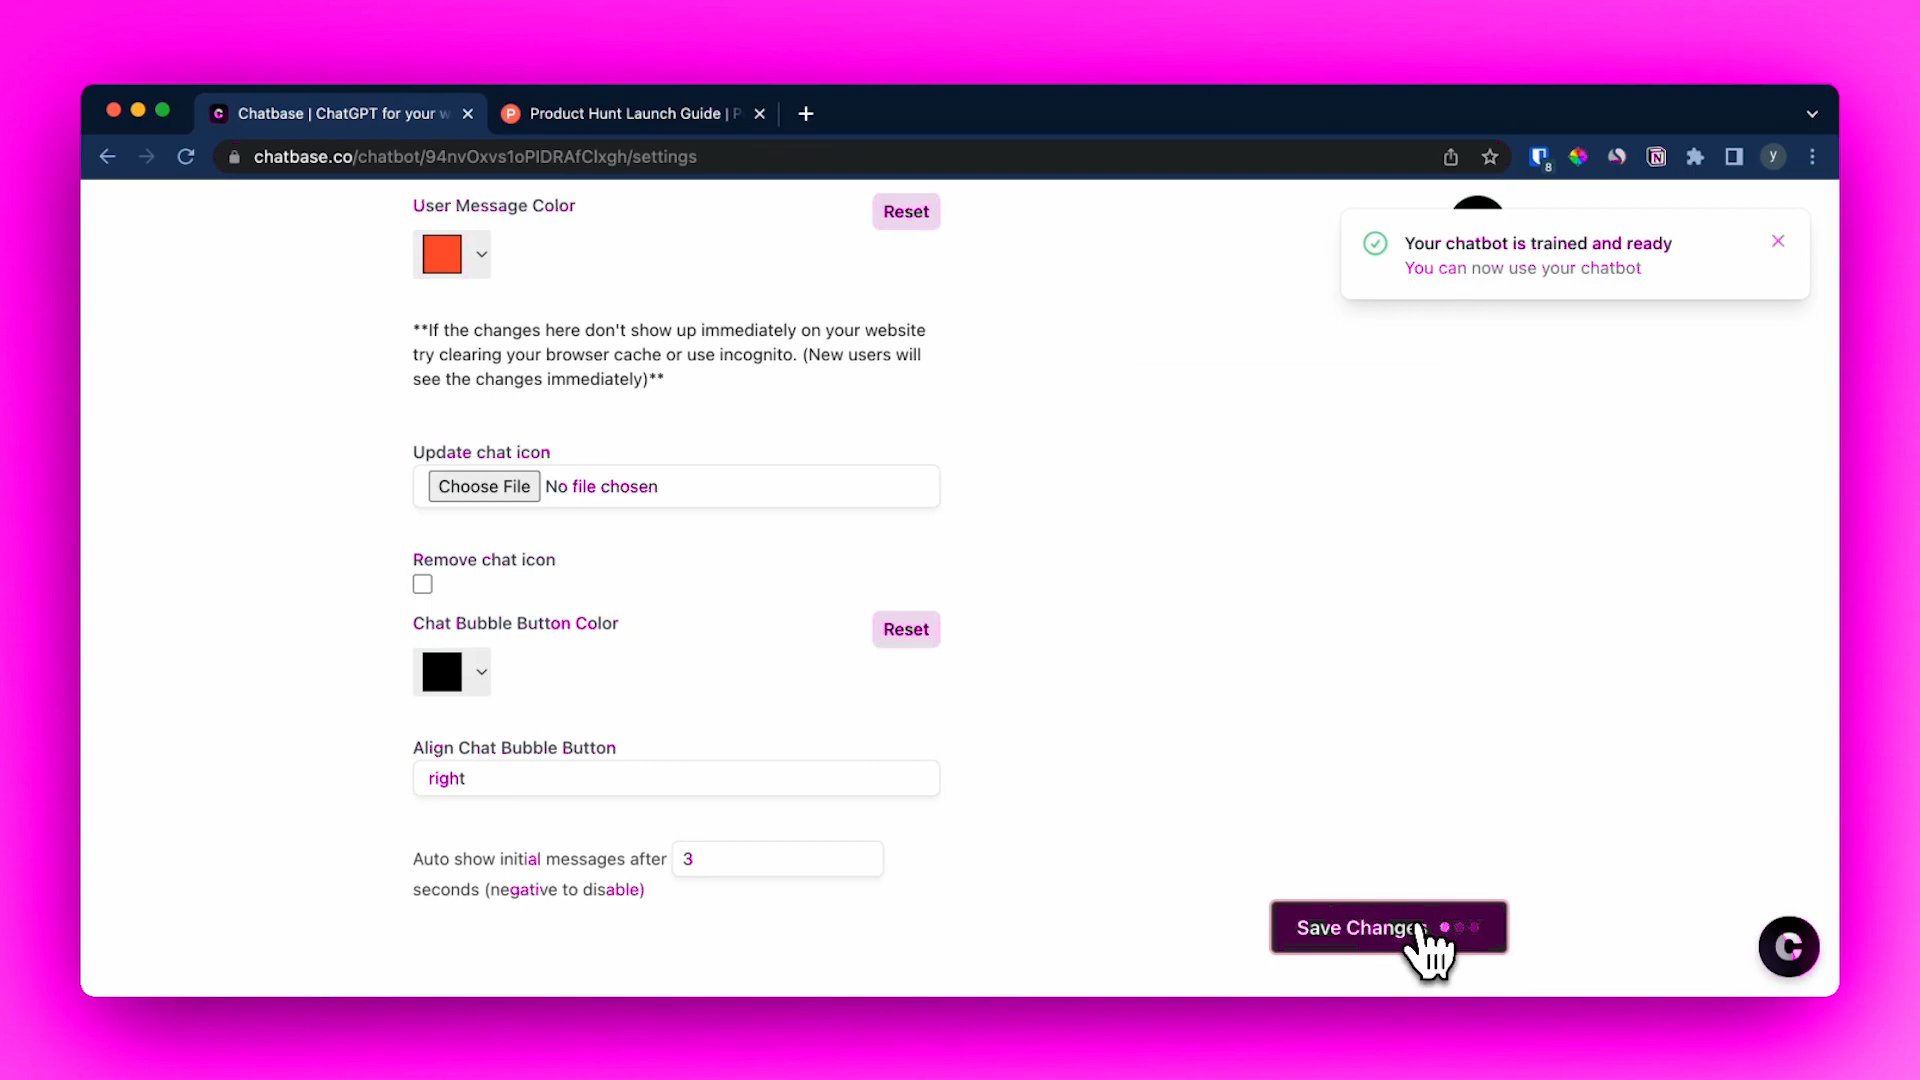 Chatbase | ChatGPT for your w
Product Hunt Launch Guide | P
chatbase.co/chatbot/94nvOxvs1oPIDRAfCIxgh/settings
8
y
User Message Color
Reset
Your chatbot is trained and ready
You can now use your chatbot
**If the changes here don't show up immediately on your website
try clearing your browser cache or use incognito. (New users will
see the changes immediately)**
Update chat icon
Choose File No file chosen
Remove chat icon
Chat Bubble Button Color
Reset
Align Chat Bubble Button
right
Auto show initial messages after 3
seconds (negative to disable)
Save Changes
C